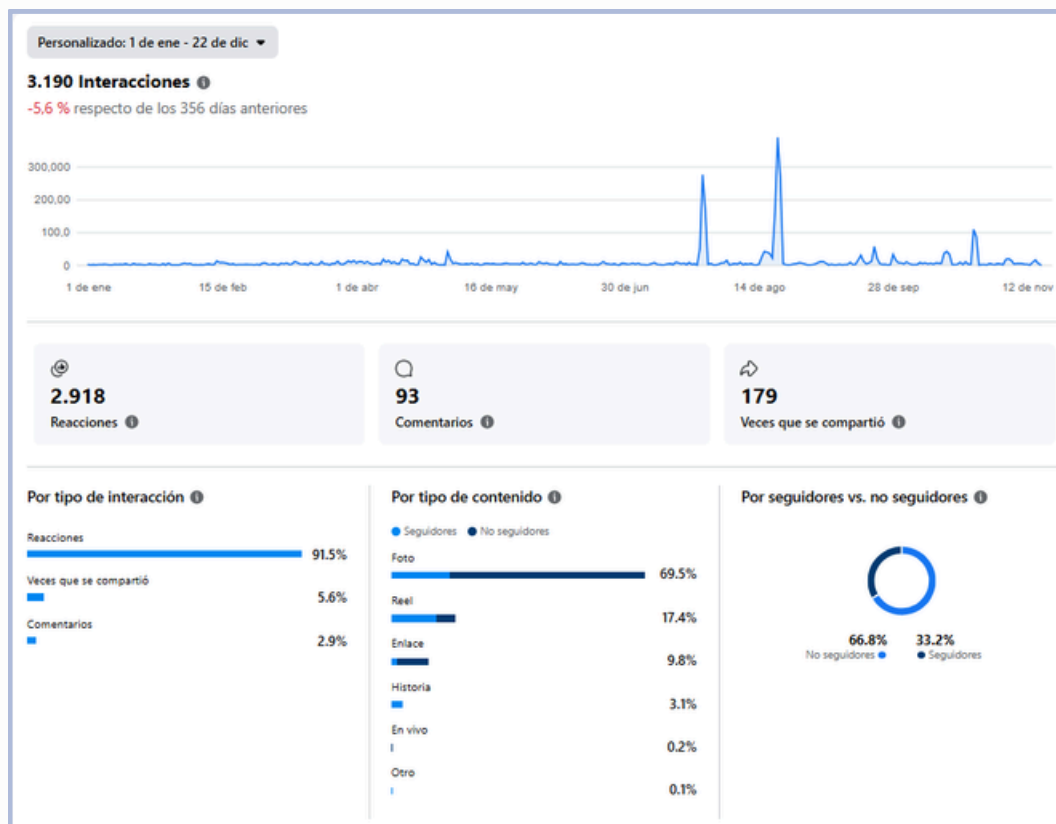 Personalizado: 1 de ene - 22 de dic
3.190 Interacciones
-5,6 % respecto de los 356 días anteriores
300,000
200,00
100.0
0
1 de ene 15 de feb 1 de abr 16 de may 30 de jun 14 de ago 28 de sep 12 de nov
2.918
Reacciones
93
Comentarios
179
Veces que se compartió
Por tipo de interacción
Reacciones
91.5%
Veces que se compartió
5.6%
Comentarios
2.9%
Por tipo de contenido
Seguidores No seguidores
Foto
69.5%
Reel
17.4%
Enlace
9.8%
Historia
3.1%
En vivo
0.2%
Otro
0.1%
Por seguidores vs. no seguidores
66.8% 33.2%
No seguidores Seguidores